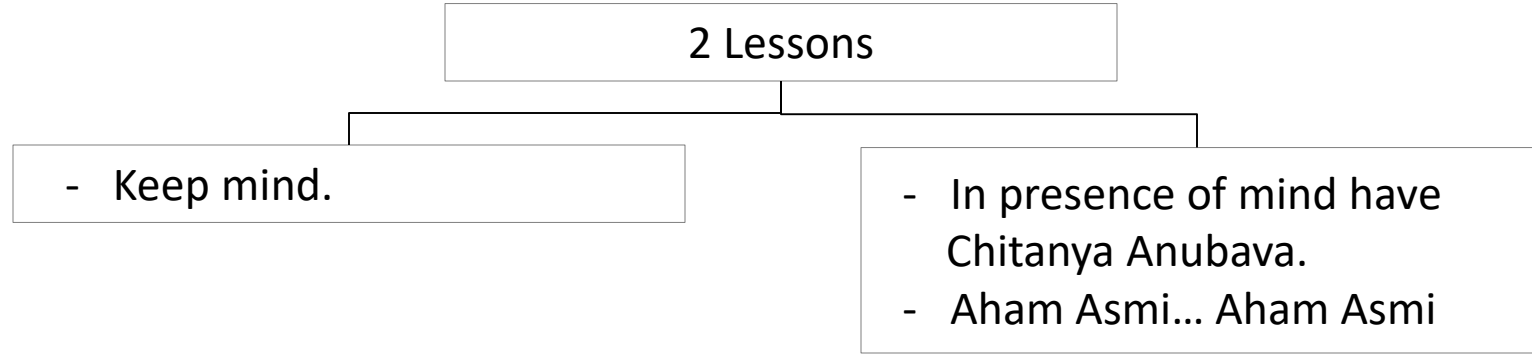 2 Lessons
- Keep mind.
- In presence of mind have
Chitanya Anubava.
- Aham Asmi… Aham Asmi